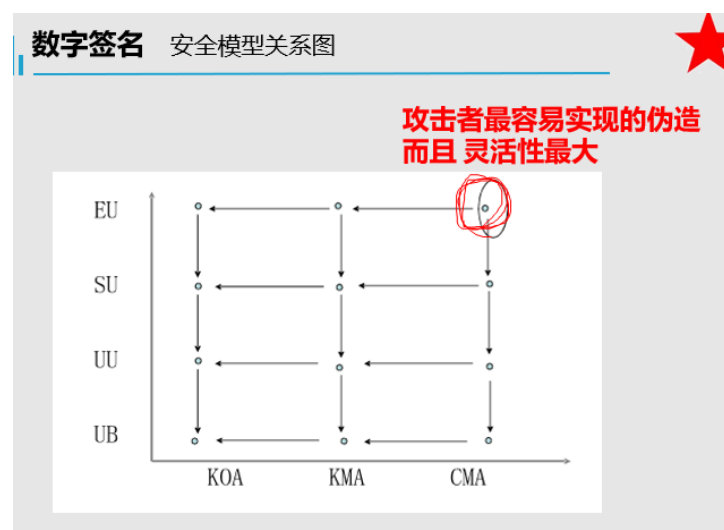 数字签名 安全模型关系图
攻击者最容易实现的伪造
而且 灵活性最大
EU
SU
UU
UB
KOA KMA CMA